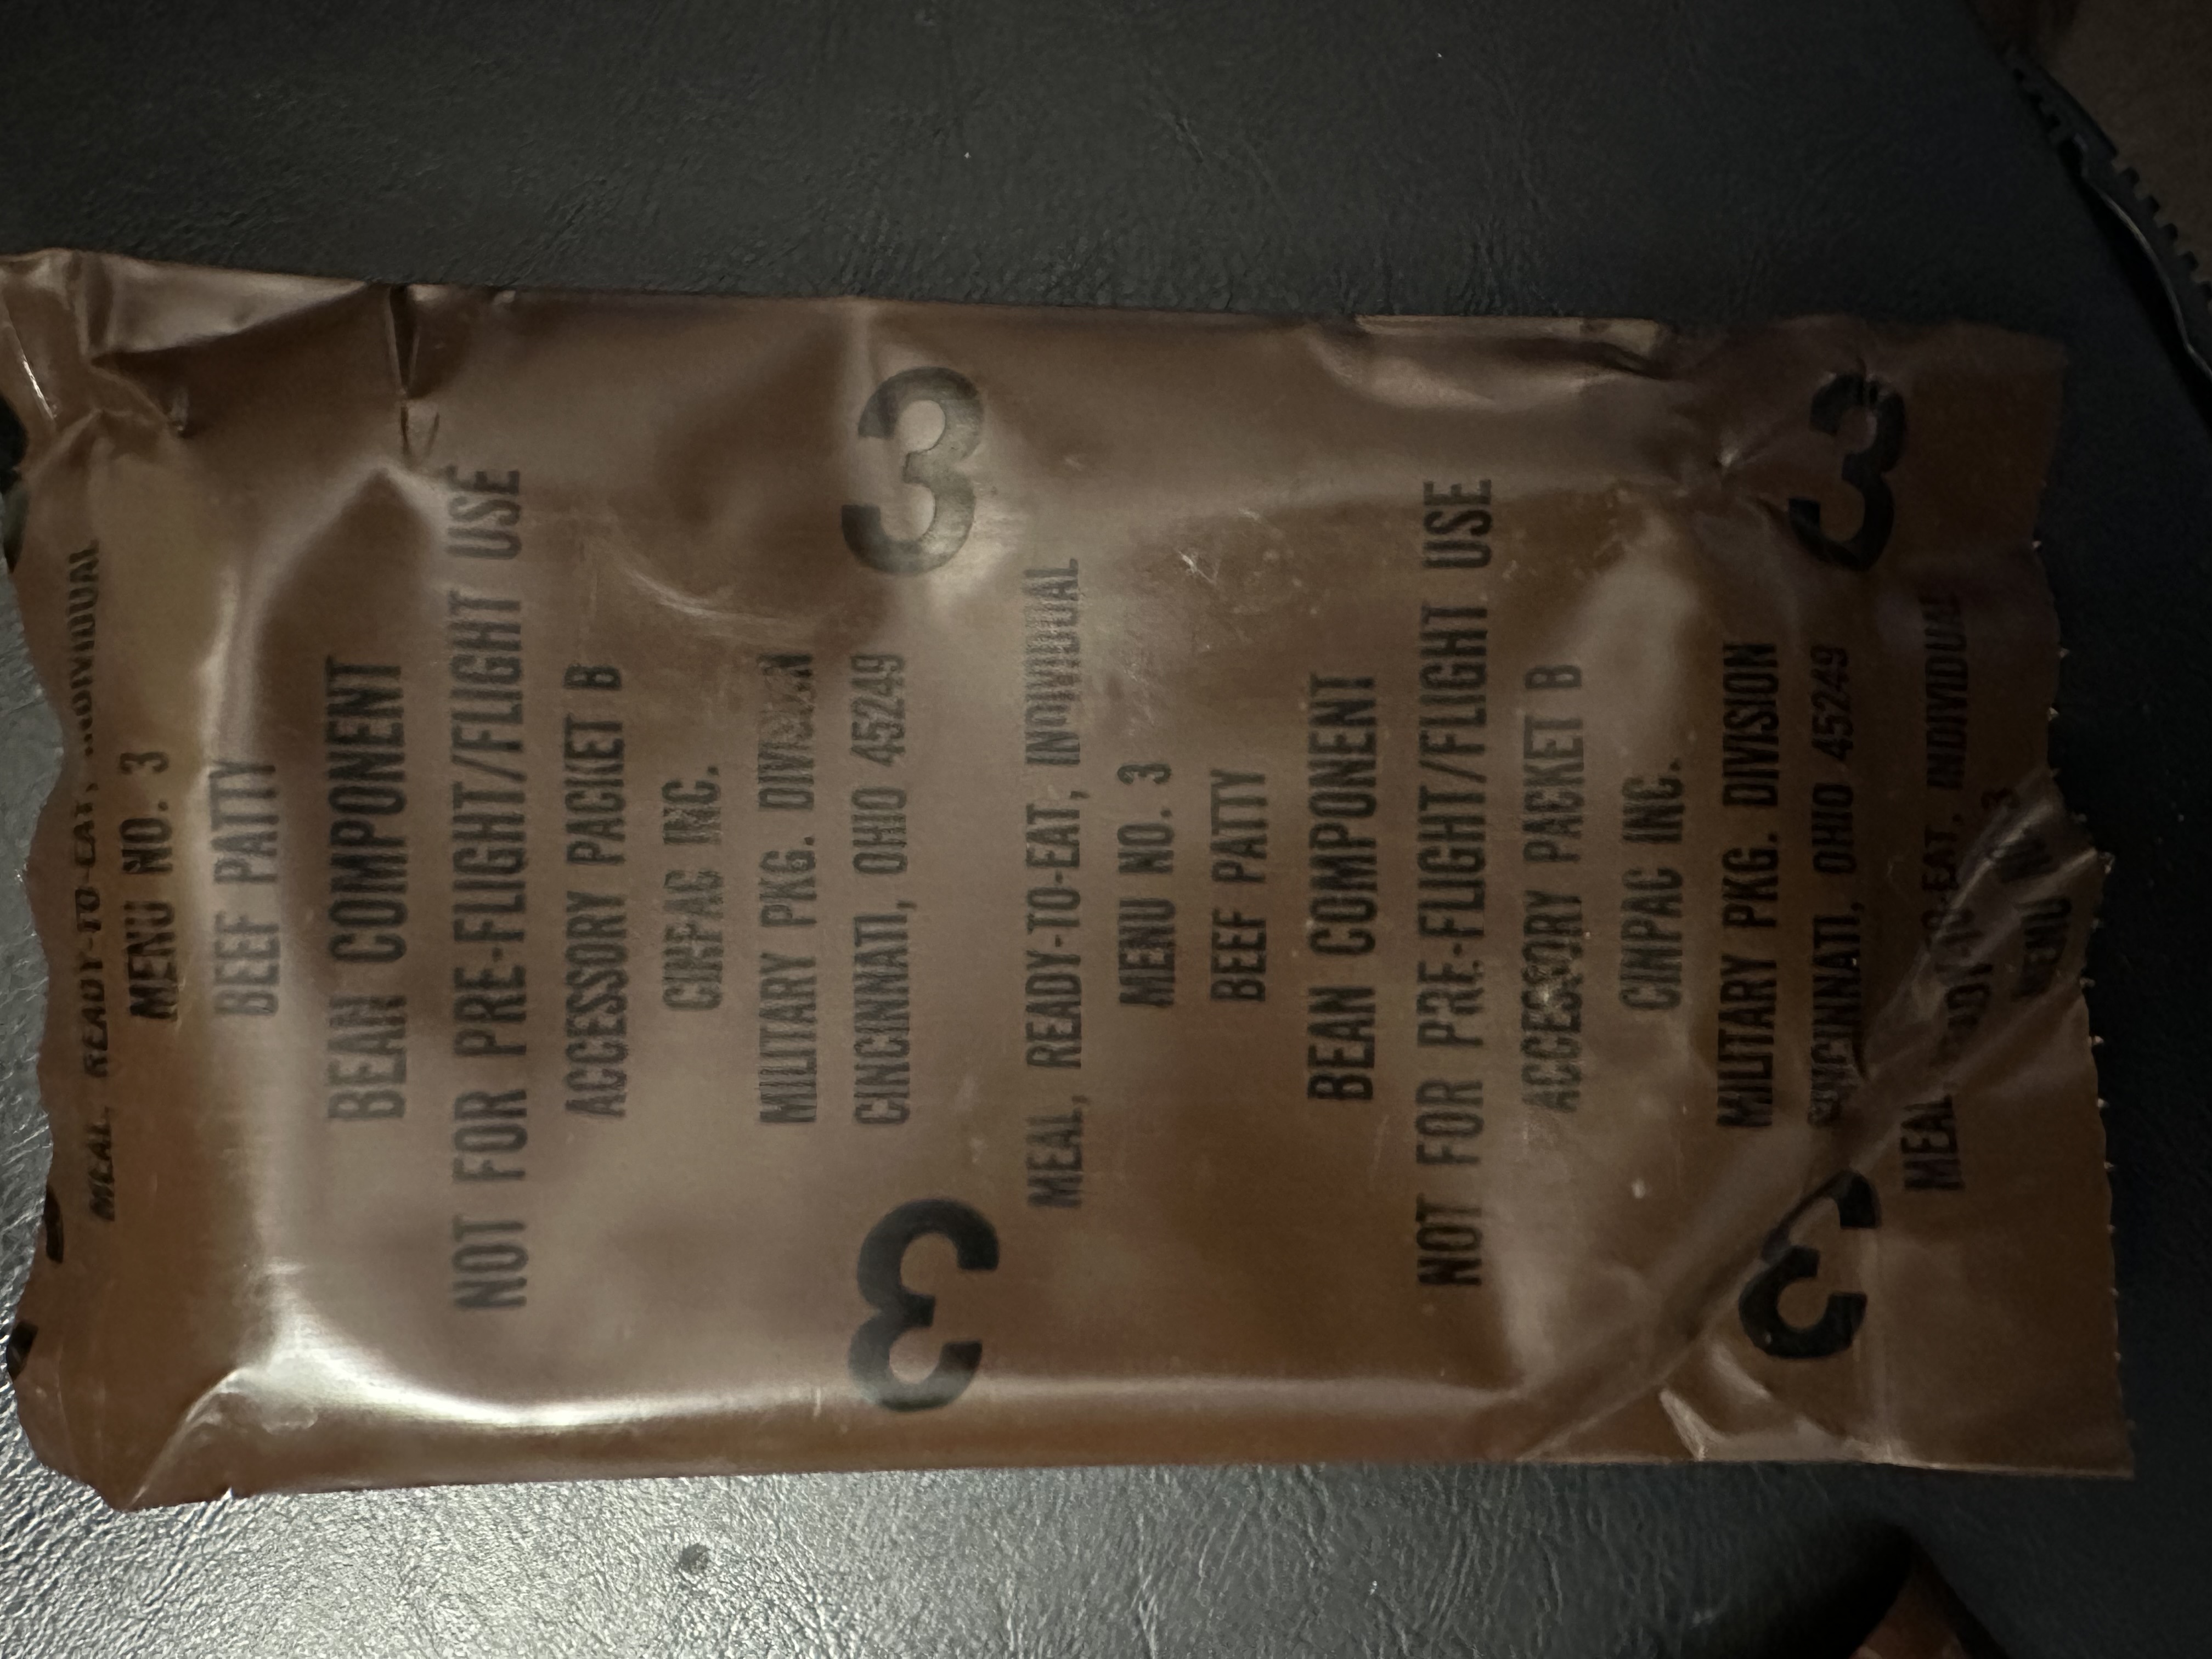 MEAL, READY-TO-EAT, INDIVIDUAL
MENU NO. 3
BEEF PATTY
BEAN COMPONENT
NOT FOR PRE-FLIGHT/FLIGHT USE
ACCESSORY PACKET B
CINPAC INC.
MILITARY PKG. DIVISION
CINCINNATI, OHIO 45249
3 3
MEAL, READY-TO-EAT, INDIVIDUAL
MENU NO. 3
BEEF PATTY
BEAN COMPONENT
NOT FOR PRE-FLIGHT/FLIGHT USE
ACCESSORY PACKET B
CINPAC INC.
MILITARY PKG. DIVISION
CINCINNATI, OHIO 45249
3 3
MEAL, INDIVIDUAL
MENU